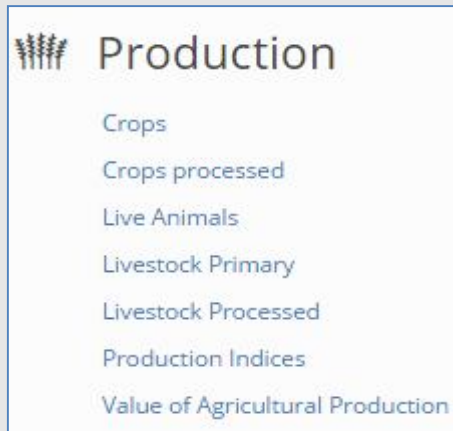 Production
Crops
Crops processed
Live Animals
Livestock Primary
Livestock Processed
Production Indices
Value of Agricultural Production